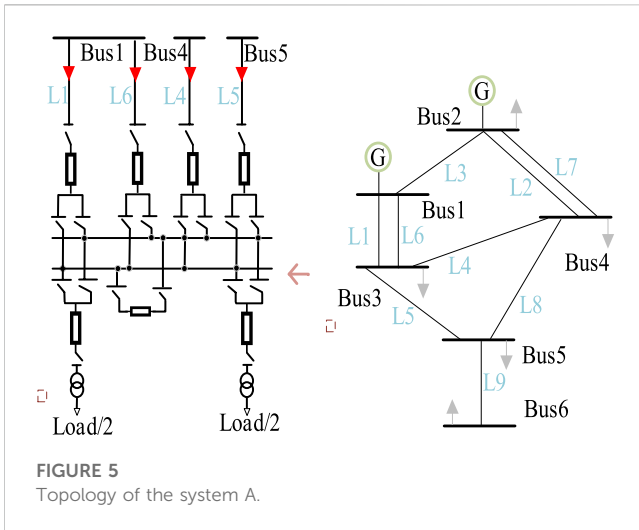 Bus1 Bus4 Bus5
L1 L6 L4 L5
Load/2 Load/2
G
Bus2
G
L3 L2 L7
Bus1
L1 L6 L4
Bus4
Bus3
L5 L8
Bus5
L9
Bus6
FIGURE 5
Topology of the system A.